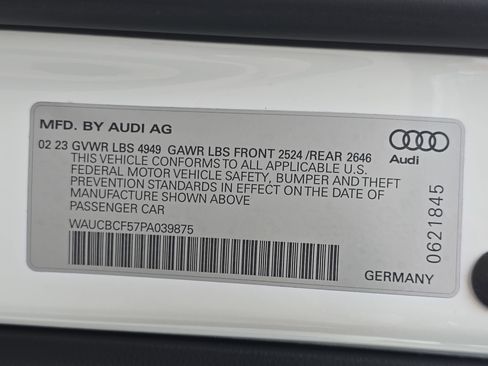 MFD. BY AUDI AG
02 23 GVWR LBS 4949 GAWR LBS FRONT 2524 /REAR 2646
THIS VEHICLE CONFORMS TO ALL APPLICABLE U.S.
FEDERAL MOTOR VEHICLE SAFETY, BUMPER AND THEFT
PREVENTION STANDARDS IN EFFECT ON THE DATE OF
MANUFACTURE SHOWN ABOVE
PASSENGER CAR
WAUCBCF57PA039875
Audi
0621845
GERMANY